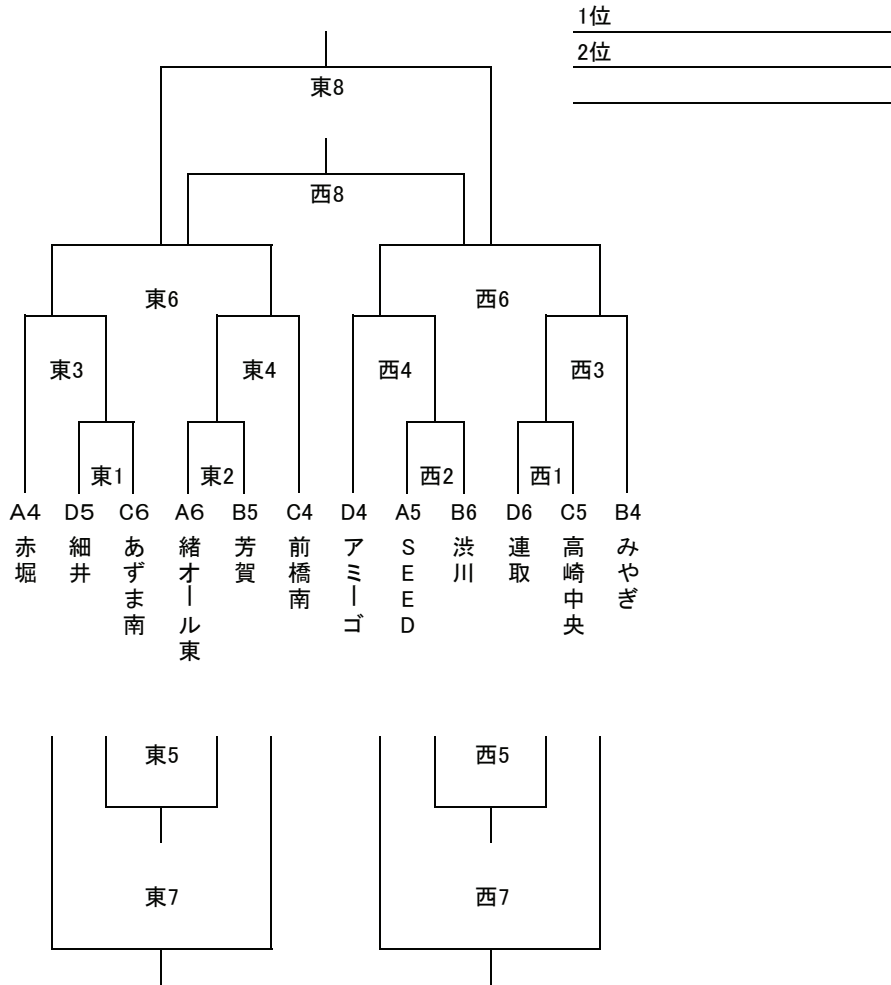 1位
2位
東8
西8
東6
西6
東3
東4
西4
西3
東1
東2
西2
西1
A4
D5
C6
A6
B5
C4
D4
A5
B6
D6
C5
B4
赤堀
細井
あずま南
緒オール東
芳賀
前橋南
アミーゴ
SEED
渋川
連取
高崎中央
みやぎ
東5
西5
東7
西7